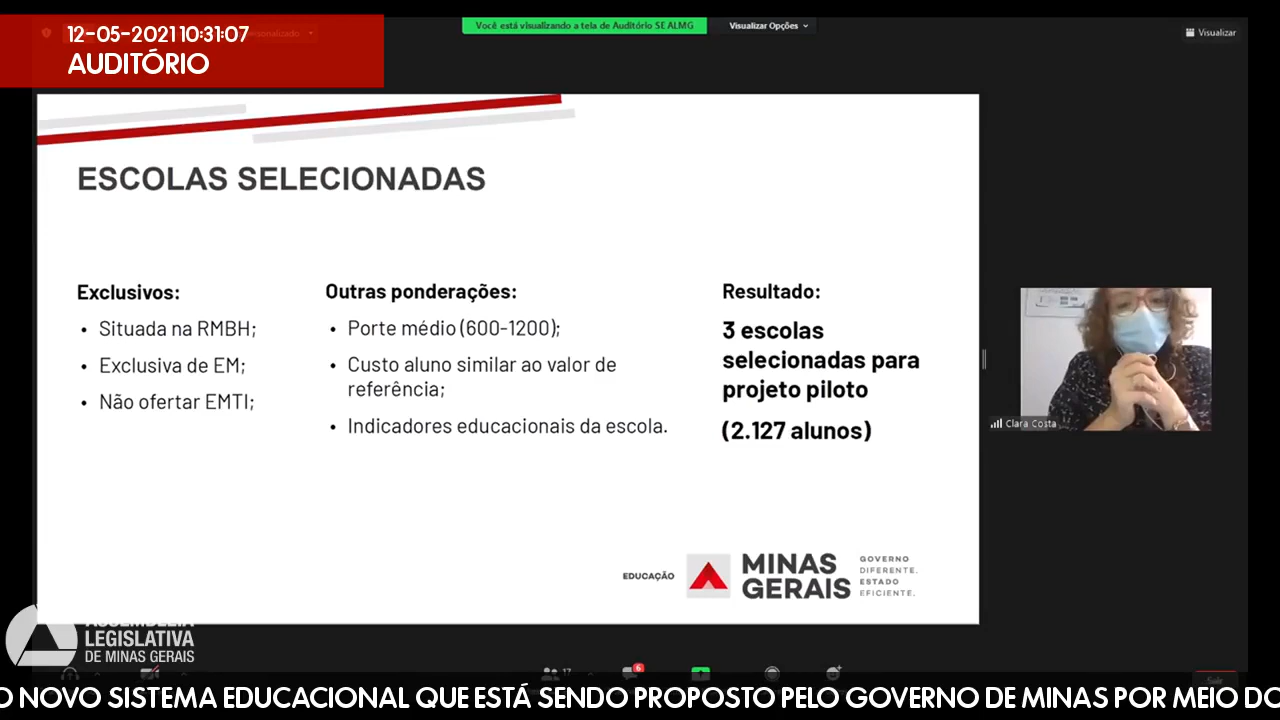 12-05-2021 10:31:07
AUDITÓRIO
Você está visualizando a tela de Auditório SE ALMG
Visualizar Opções
Visualizar
ESCOLAS SELECIONADAS
Exclusivos:
• Situada na RMBH;
• Exclusiva de EM;
• Não ofertar EMTI;
Outras ponderações:
• Porte médio (600-1200);
• Custo aluno similar ao valor de
referência;
• Indicadores educacionais da escola.
Resultado:
3 escolas
selecionadas para
projeto piloto
(2.127 alunos)
Clara Costa
EDUCAÇÃO
MINAS
GERAIS
GOVERNO
DIFERENTE.
ESTADO
EFICIENTE.
ASSEMBLEIA
LEGISLATIVA
DE MINAS GERAIS
17
6
Sair
O NOVO SISTEMA EDUCACIONAL QUE ESTÁ SENDO PROPOSTO PELO GOVERNO DE MINAS POR MEIO DO